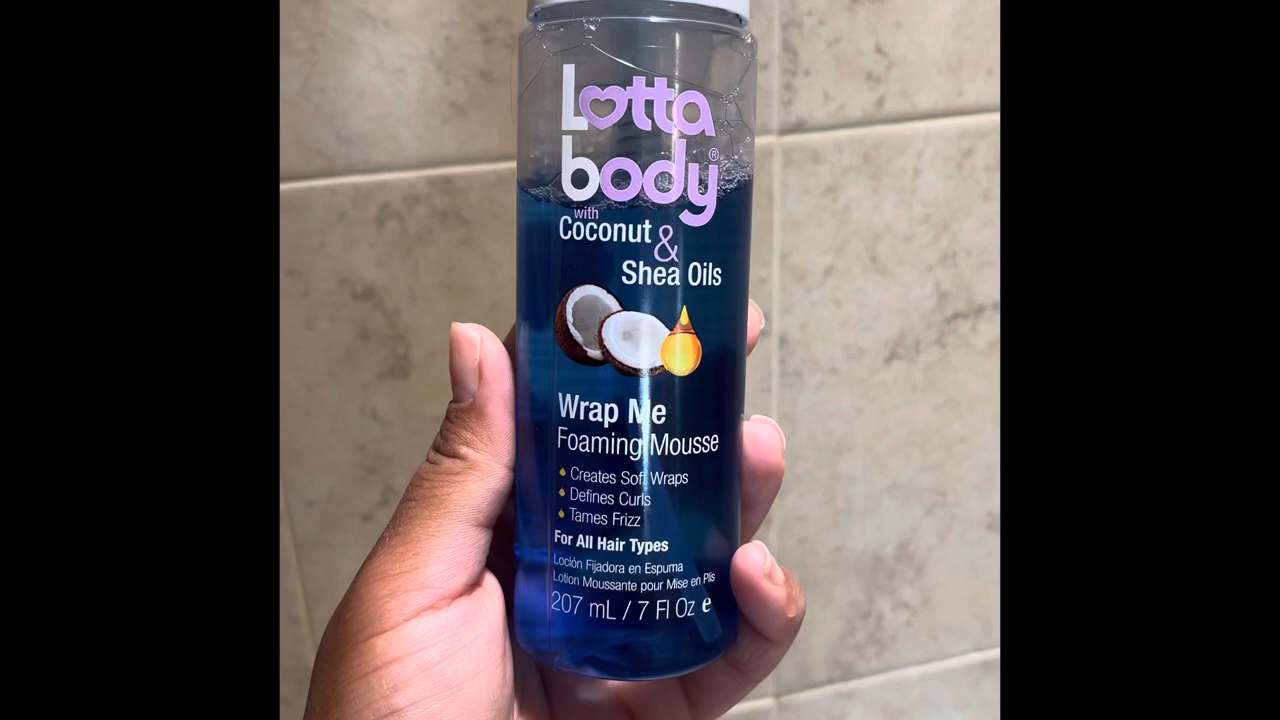 Lotta
body®
with
Coconut &
Shea Oils
Wrap Me
Foaming Mousse
Creates Soft Wraps
Defines Curls
Tames Frizz
For All Hair Types
Loción Fijadora en Espuma
Lotion Moussante pour Mise en Plis
207 mL / 7 Fl Oz e